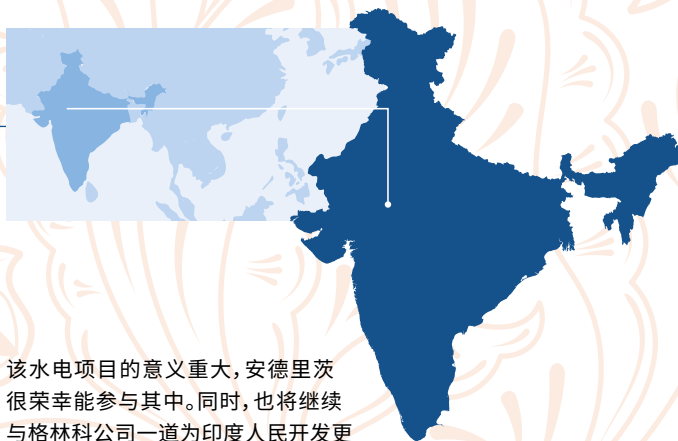 该水电项目的意义重大，安德里茨
很荣幸能参与其中。同时，也将继续
与格林科公司一道为印度人民开发更